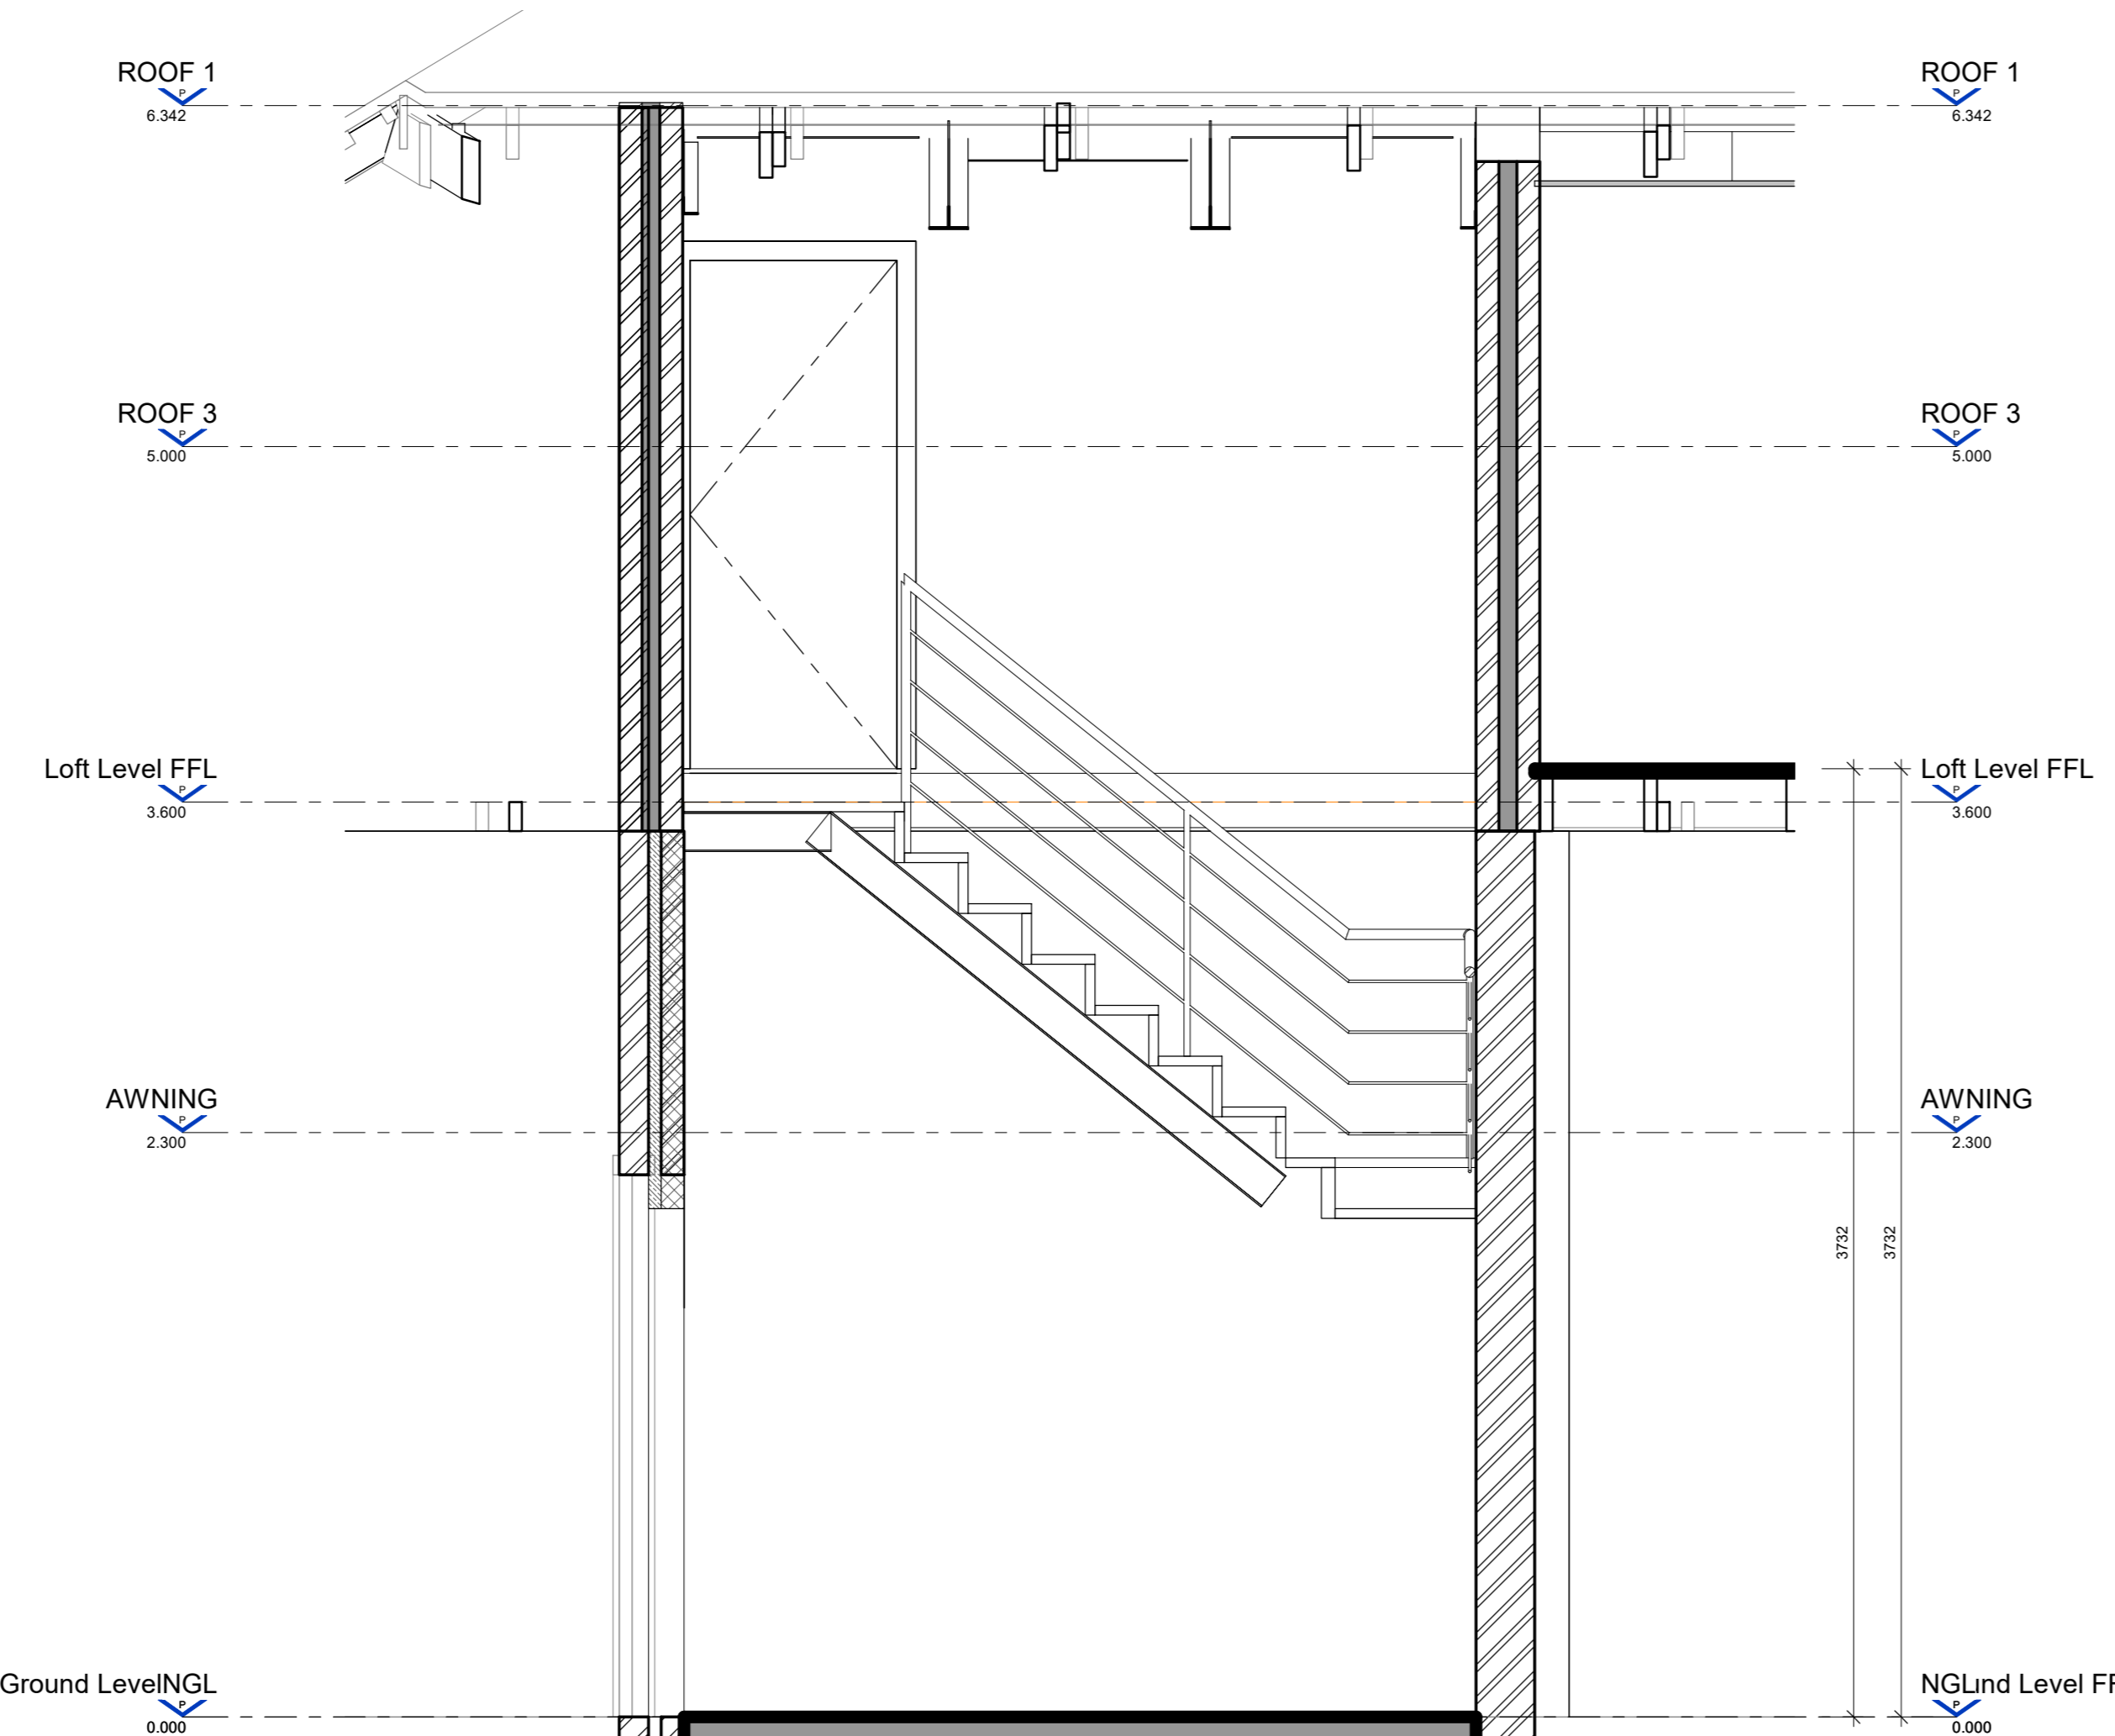 ROOF 1
P
6.342
ROOF 1
P
6.342
ROOF 3
P
5.000
ROOF 3
P
5.000
Loft Level FFL
P
3.600
Loft Level FFL
P
3.600
AWNING
P
2.300
AWNING
P
2.300
3732
3732
Ground LevelNGL
P
0.000
NGL
nd Level FF
P
0.000